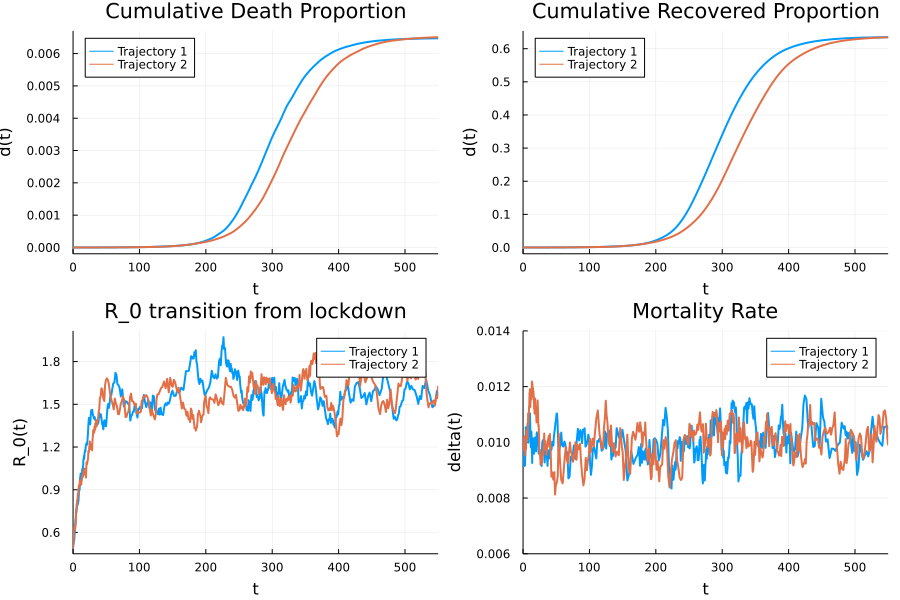 Cumulative Death Proportion
Trajectory 1
Trajectory 2
d(t)
0.006
0.005
0.004
0.003
0.002
0.001
0.000
0 100 200 300 400 500
t
Cumulative Recovered Proportion
Trajectory 1
Trajectory 2
d(t)
0.6
0.5
0.4
0.3
0.2
0.1
0.0
0 100 200 300 400 500
t
R_0 transition from lockdown
Trajectory 1
Trajectory 2
R_0(t)
1.8
1.5
1.2
0.9
0.6
0 100 200 300 400 500
t
Mortality Rate
Trajectory 1
Trajectory 2
delta(t)
0.014
0.012
0.010
0.008
0.006
0 100 200 300 400 500
t